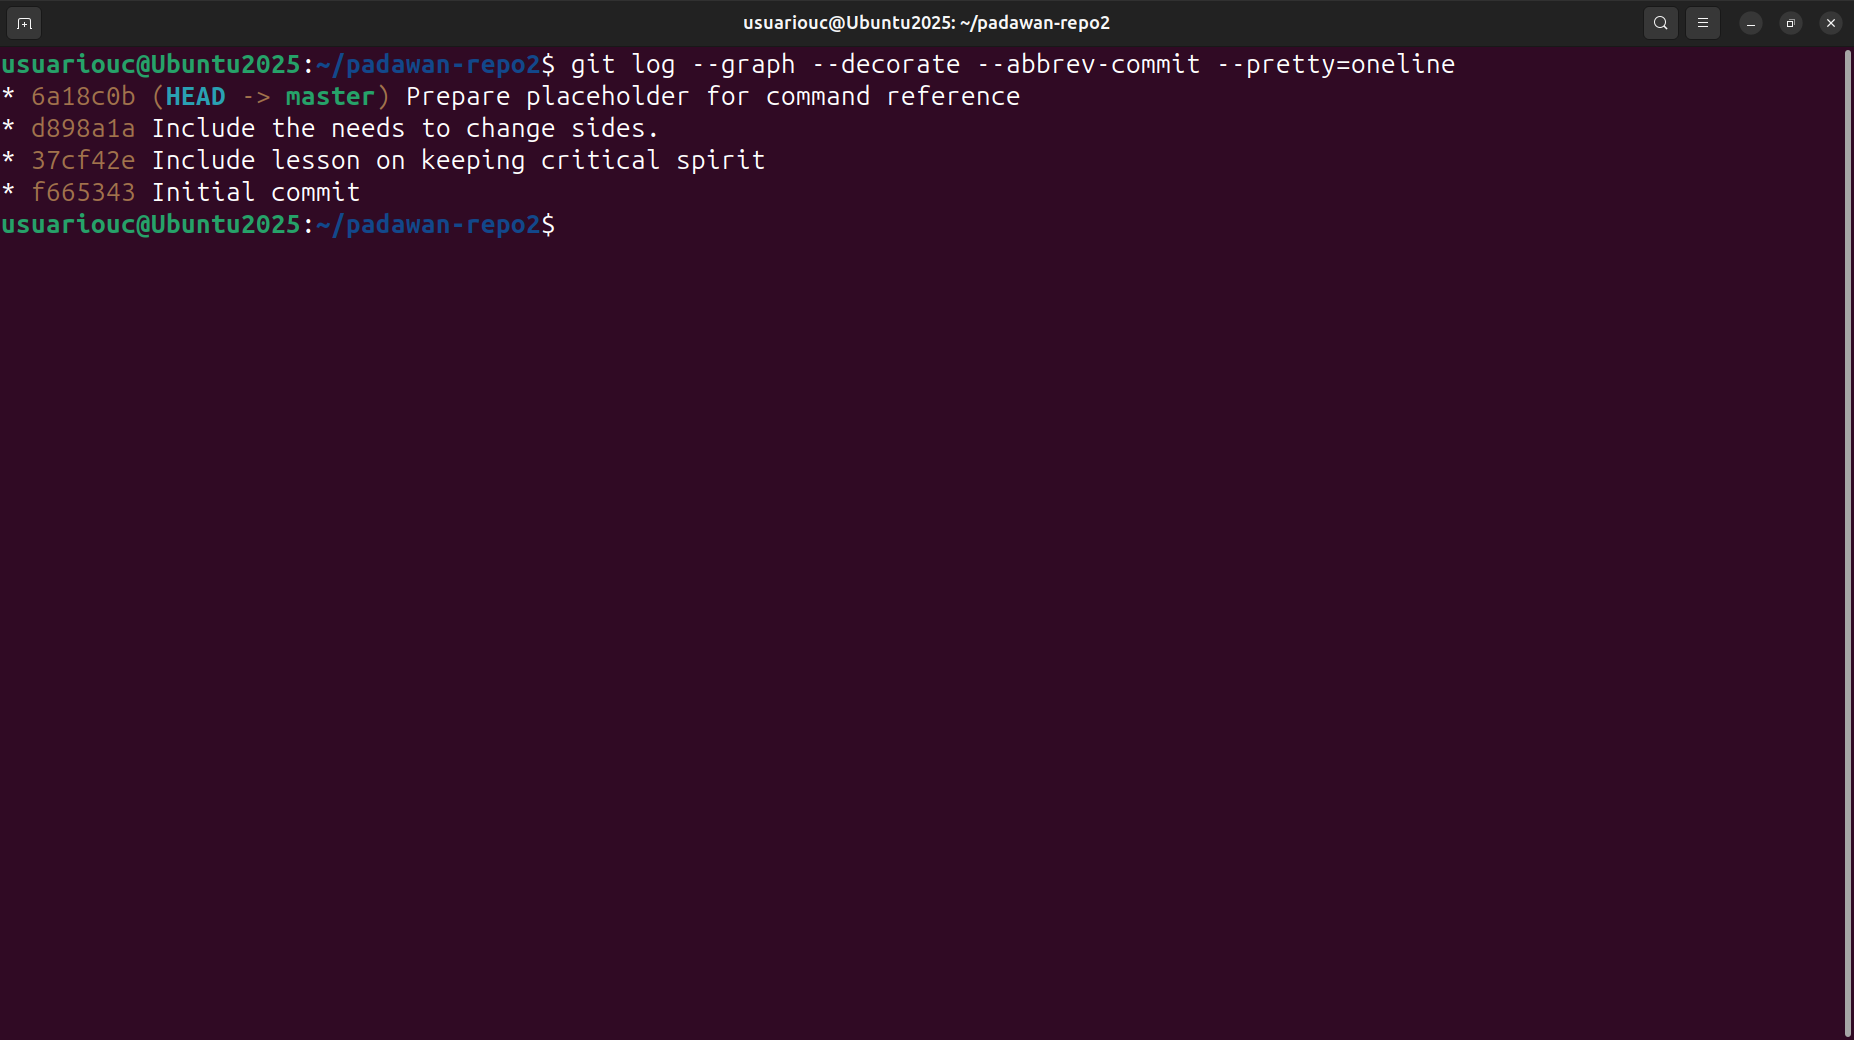 usuariouc@Ubuntu2025: ~/padawan-repo2
usuariouc@Ubuntu2025:~/padawan-repo2$ git log --graph --decorate --abbrev-commit --pretty=oneline
* 6a18c0b (HEAD -> master) Prepare placeholder for command reference
* d898a1a Include the needs to change sides.
* 37cf42e Include lesson on keeping critical spirit
* f665343 Initial commit
usuariouc@Ubuntu2025:~/padawan-repo2$